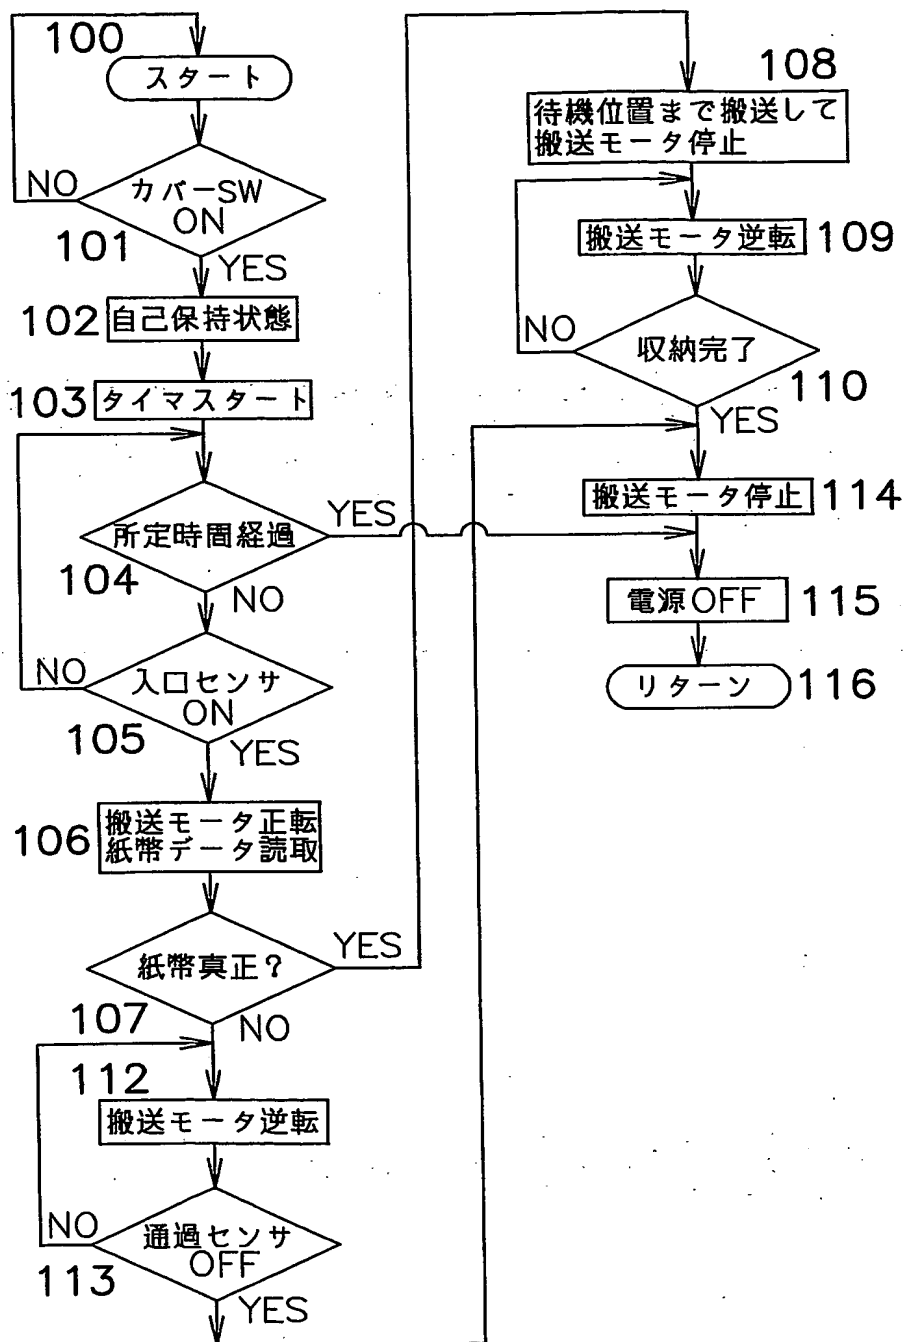 100
スタート
NO
カバーSW
ON
101
YES
102
自己保持状態
103
タイマスタート
所定時間経過
YES
104
NO
NO
入口センサ
ON
105
YES
106
搬送モータ正転
紙幣データ読取
紙幣真正?
YES
107
NO
112
搬送モータ逆転
NO
通過センサ
OFF
113
YES
108
待機位置まで搬送して
搬送モータ停止
搬送モータ逆転
109
NO
収納完了
110
YES
搬送モータ停止
114
電源OFF
115
リターン
116